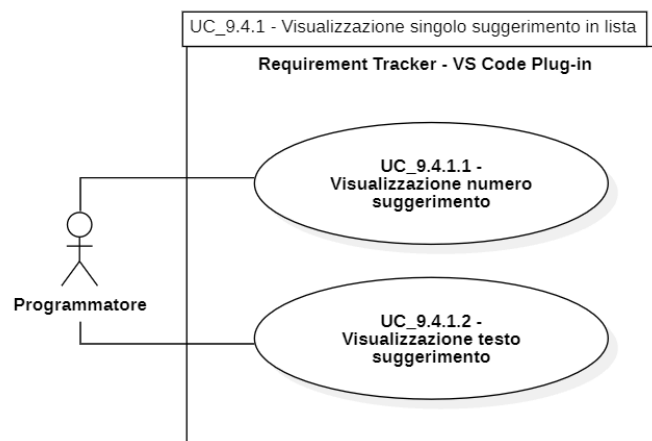 UC_9.4.1 - Visualizzazione singolo suggerimento in lista
Requirement Tracker - VS Code Plug-in
UC_9.4.1.1 -
Visualizzazione numero
suggerimento
Programmatore
UC_9.4.1.2 -
Visualizzazione testo
suggerimento